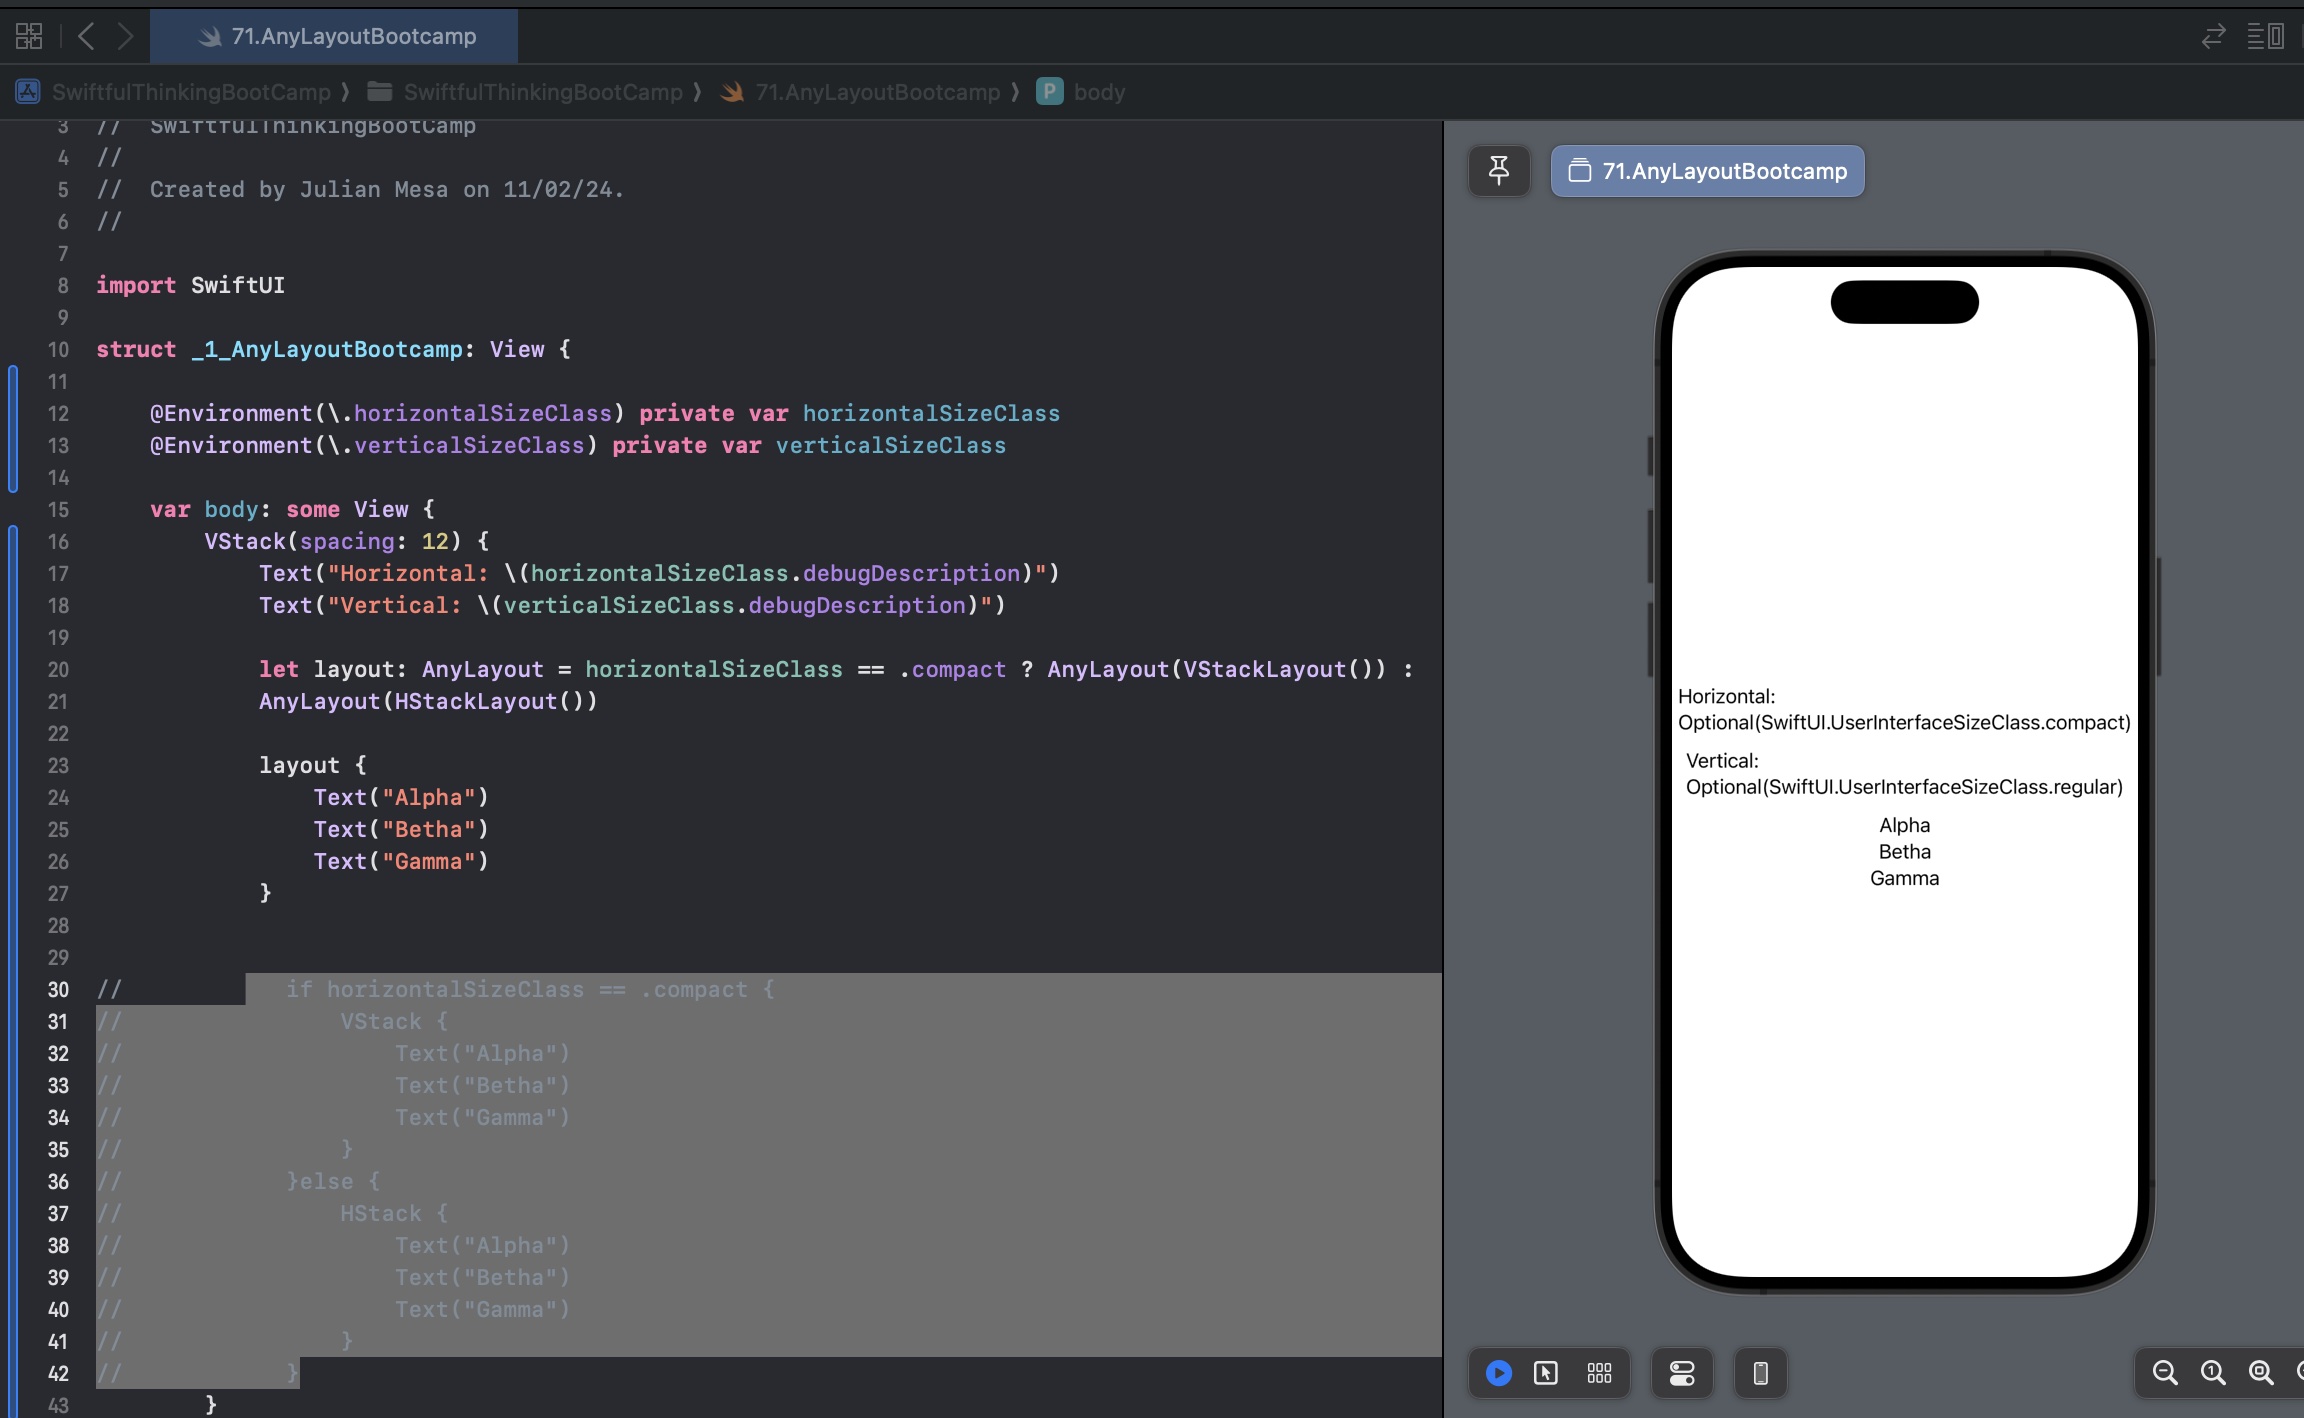 71.AnyLayoutBootcamp
SwiftfulThinkingBootCamp ⟩ SwiftfulThinkingBootCamp ⟩ 71.AnyLayoutBootcamp ⟩ P body
3 //  SwiftfulThinkingBootCamp
4 //
5 //  Created by Julian Mesa on 11/02/24.
6 //
7
8 import SwiftUI
9
10 struct _1_AnyLayoutBootcamp: View {
11
12     @Environment(\.horizontalSizeClass) private var horizontalSizeClass
13     @Environment(\.verticalSizeClass) private var verticalSizeClass
14
15     var body: some View {
16         VStack(spacing: 12) {
17             Text("Horizontal: \(horizontalSizeClass.debugDescription)")
18             Text("Vertical: \(verticalSizeClass.debugDescription)")
19
20             let layout: AnyLayout = horizontalSizeClass == .compact ? AnyLayout(VStackLayout()) :
21             AnyLayout(HStackLayout())
22
23             layout {
24                 Text("Alpha")
25                 Text("Betha")
26                 Text("Gamma")
27             }
28
29
30 //            if horizontalSizeClass == .compact {
31 //                VStack {
32 //                    Text("Alpha")
33 //                    Text("Betha")
34 //                    Text("Gamma")
35 //                }
36 //            }else {
37 //                HStack {
38 //                    Text("Alpha")
39 //                    Text("Betha")
40 //                    Text("Gamma")
41 //                }
42 //            }
43         }
71.AnyLayoutBootcamp
Horizontal:
Optional(SwiftUI.UserInterfaceSizeClass.compact)
Vertical:
Optional(SwiftUI.UserInterfaceSizeClass.regular)
Alpha
Betha
Gamma